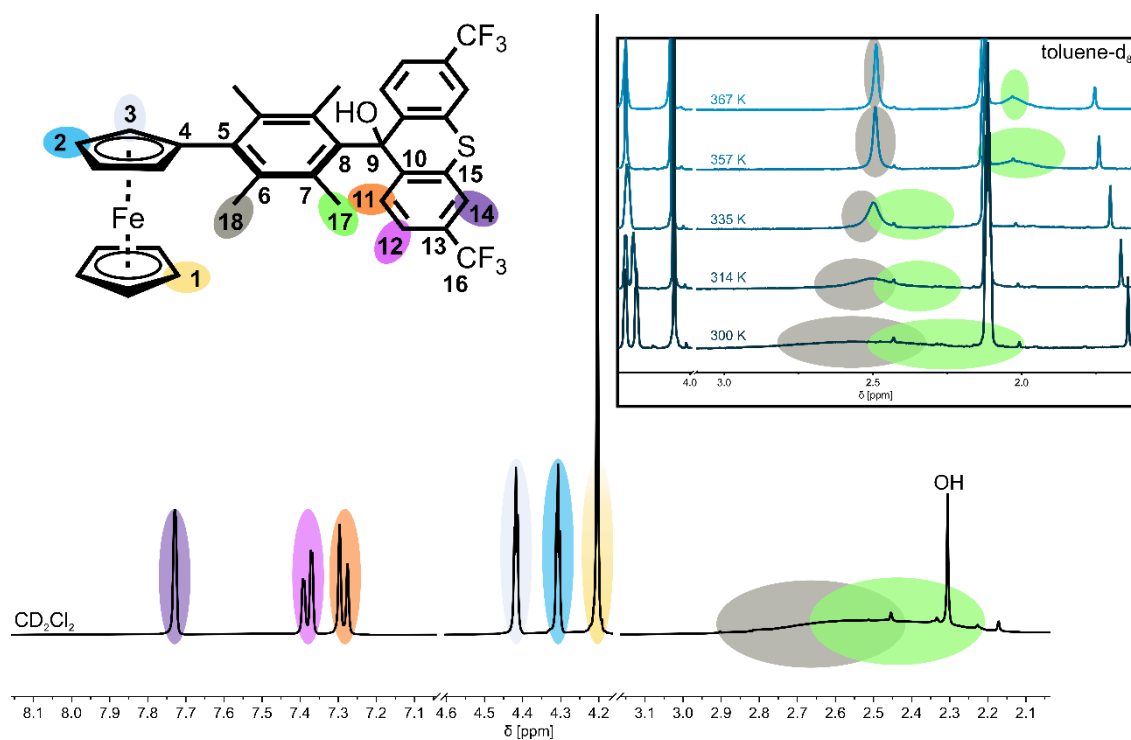 CF₃
toluene-d₈
HO
3
4
5
8
9
10
S
2
15
6
7
11
14
18
17
12
13
Fe
16
CF₃
1
367 K
357 K
335 K
314 K
300 K
4.0 3.0 2.5 2.0
δ [ppm]
OH
CD₂Cl₂
8.1 8.0 7.9 7.8 7.7 7.6 7.5 7.4 7.3 7.2 7.1 4.6 4.5 4.4 4.3 4.2 3.1 3.0 2.9 2.8 2.7 2.6 2.5 2.4 2.3 2.2 2.1
δ [ppm]